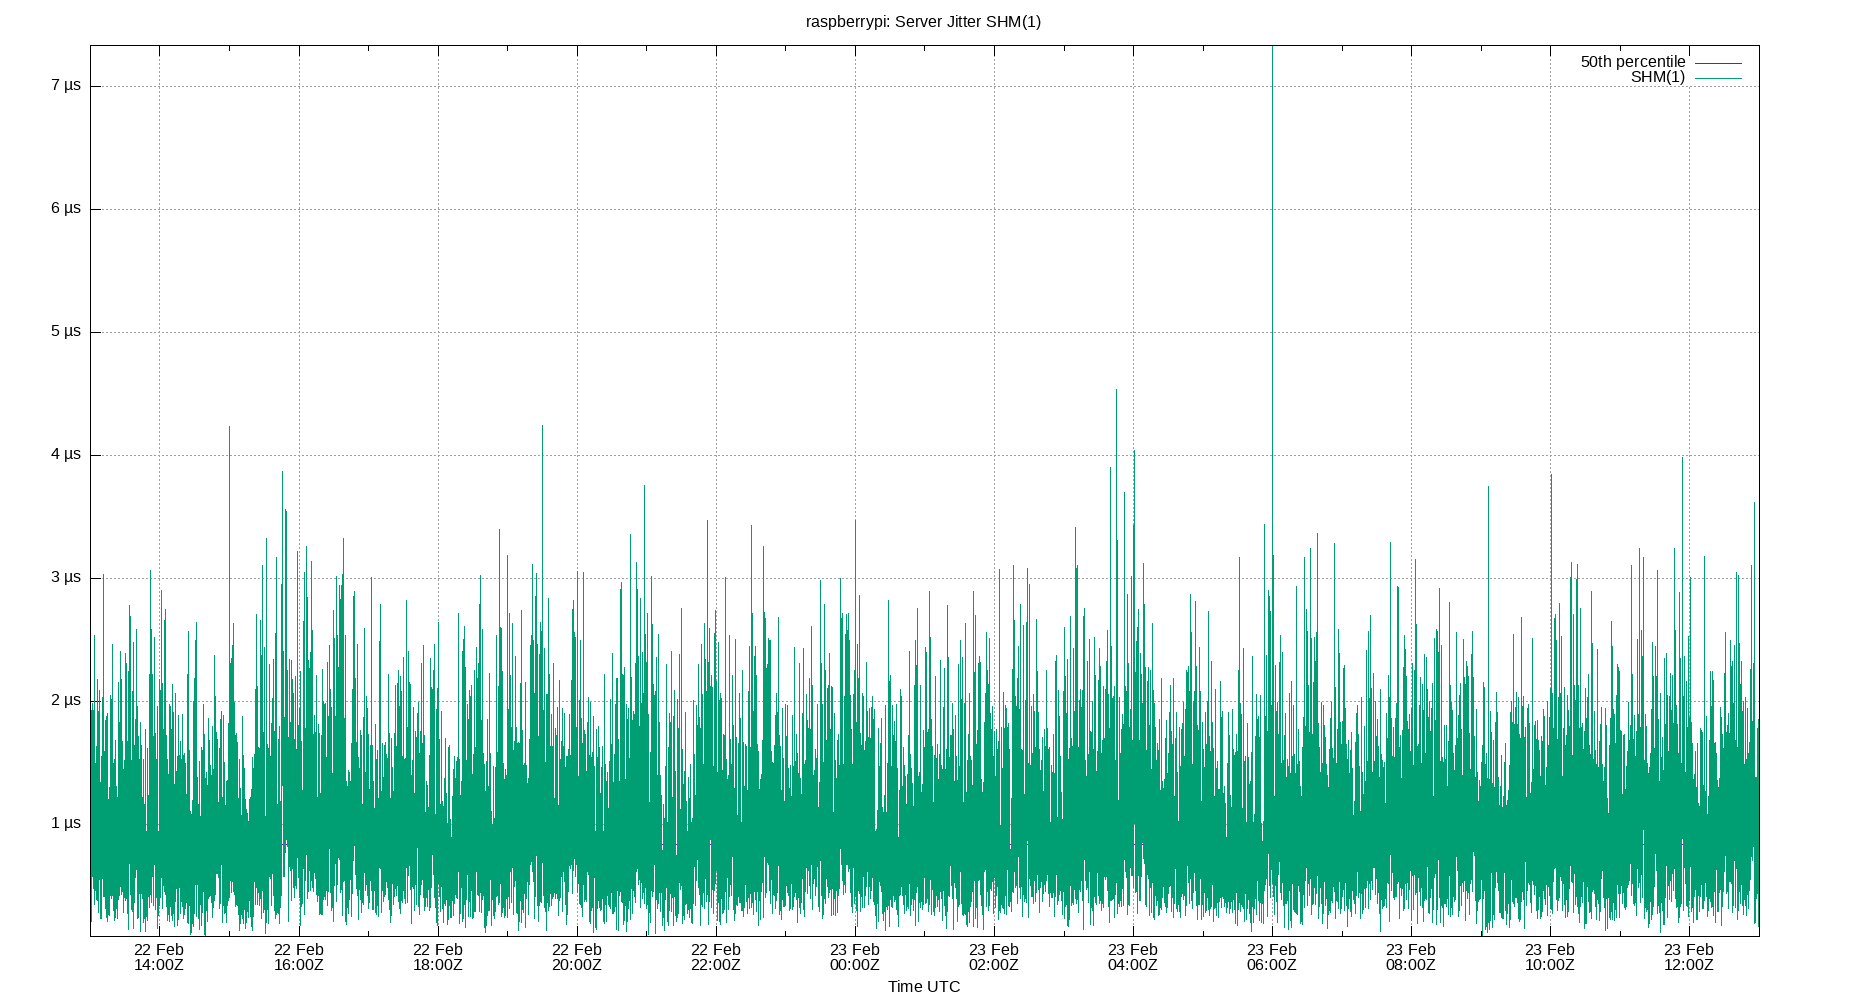 raspberrypi: Server Jitter SHM(1)
50th percentile
SHM(1)
7 µs
6 µs
5 µs
4 µs
3 µs
2 µs
1 µs
22 Feb 22 Feb 22 Feb 22 Feb 22 Feb 23 Feb 23 Feb 23 Feb 23 Feb 23 Feb 23 Feb 23 Feb
14:00Z 16:00Z 18:00Z 20:00Z 22:00Z 00:00Z 02:00Z 04:00Z 06:00Z 08:00Z 10:00Z 12:00Z
Time UTC